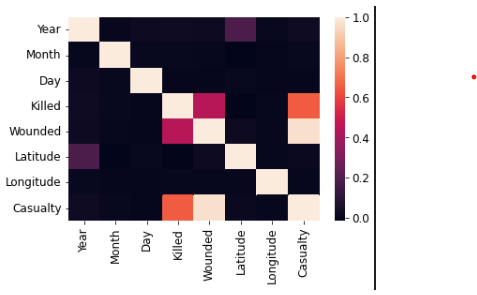 Year
Month
Day
Killed
Wounded
Latitude
Longitude
Casualty
Year
Month
Day
Killed
Wounded
Latitude
Longitude
Casualty
1.0
0.8
0.6
0.4
0.2
0.0